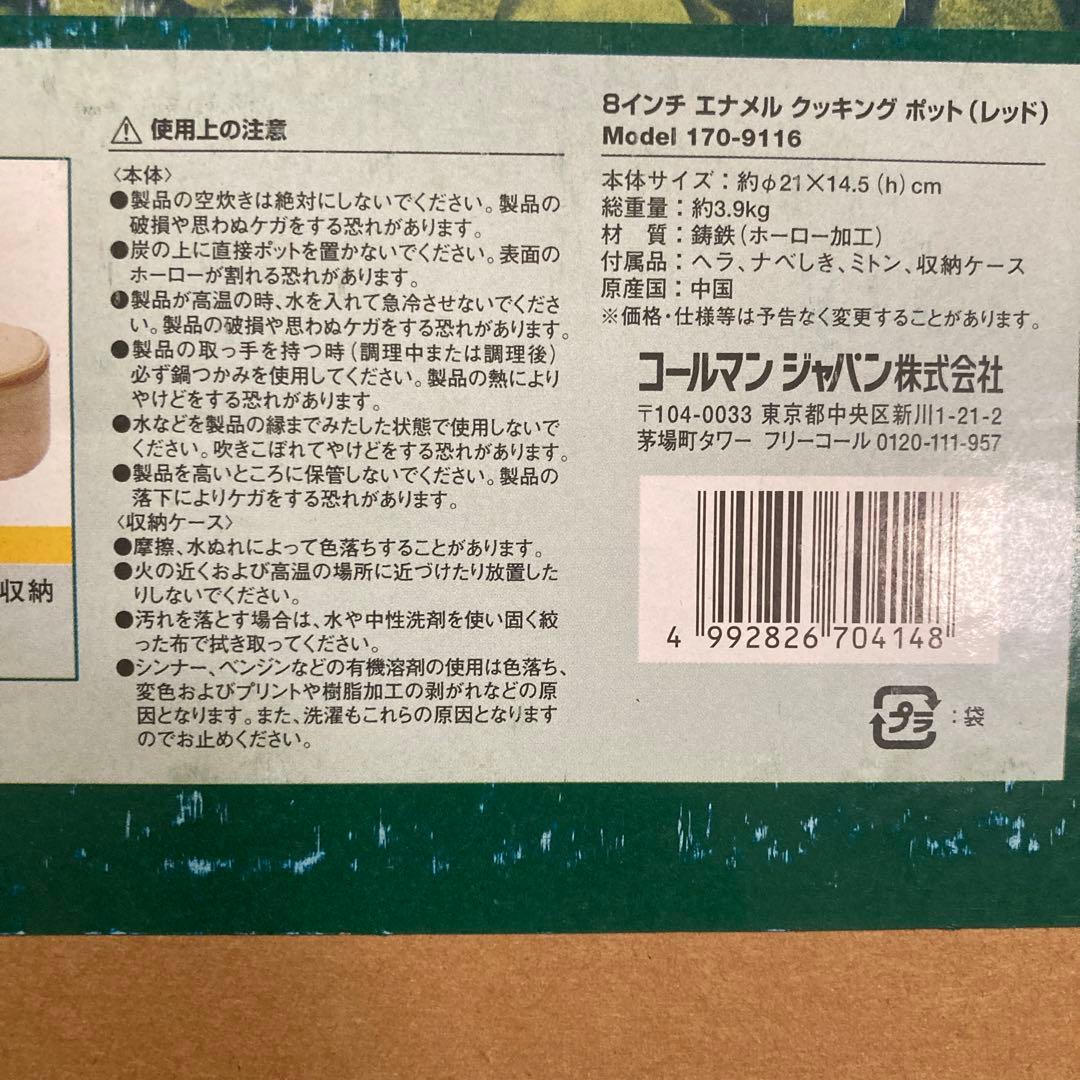 ⚠ 使用上の注意
〈本体〉
●製品の空炊きは絶対にしないでください。製品の
破損や思わぬケガをする恐れがあります。
●炭の上に直接ポットを置かないでください。表面の
ホーローが割れる恐れがあります。
●製品が高温の時、水を入れて急冷させないでくださ
い。製品の破損や思わぬケガをする恐れがあります。
●製品の取っ手を持つ時（調理中または調理後）
必ず鍋つかみを使用してください。製品の熱により
やけどをする恐れがあります。
●水などを製品の縁までみたした状態で使用しないで
ください。吹きこぼれてやけどをする恐れがあります。
●製品を高いところに保管しないでください。製品の
落下によりケガをする恐れがあります。
〈収納ケース〉
●摩擦、水ぬれによって色落ちすることがあります。
●火の近くおよび高温の場所に近づけたり放置した
りしないでください。
●汚れを落とす場合は、水や中性洗剤を使い固く絞
った布で拭き取ってください。
●シンナー、ベンジンなどの有機溶剤の使用は色落ち、
変色およびプリントや樹脂加工の剥がれなどの原
因となります。また、洗濯もこれらの原因となります
のでお止めください。
収納
8インチ エナメル クッキング ポット（レッド）
Model 170-9116
本体サイズ：約φ21×14.5（h）cm
総重量：約3.9kg
材　質：鋳鉄（ホーロー加工）
付属品：ヘラ、ナベしき、ミトン、収納ケース
原産国：中国
※価格・仕様等は予告なく変更することがあります。
コールマン ジャパン株式会社
〒104-0033 東京都中央区新川1-21-2
茅場町タワー フリーコール 0120-111-957
4 992826 704148
プラ：袋